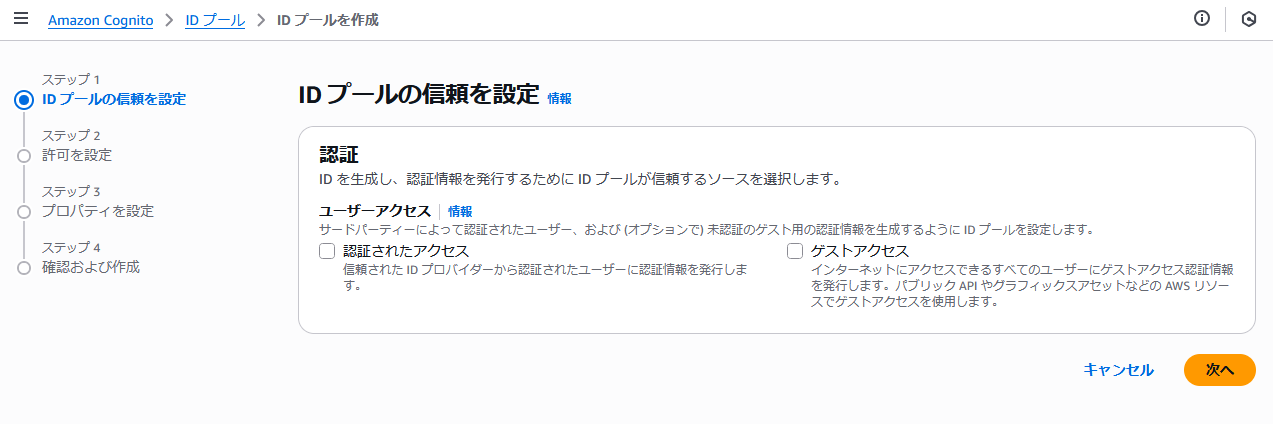 Amazon Cognito > ID プール > ID プールを作成
ステップ 1
ID プールの信頼を設定
ステップ 2
許可を設定
ステップ 3
プロパティを設定
ステップ 4
確認および作成
ID プールの信頼を設定 情報
認証
ID を生成し、認証情報を発行するために ID プールが信頼するソースを選択します。
ユーザーアクセス | 情報
サードパーティーによって認証されたユーザー、および (オプションで) 未認証のゲスト用の認証情報を生成するように ID プールを設定します。
認証されたアクセス
信頼された ID プロバイダーから認証されたユーザーに認証情報を発行しま
す。
ゲストアクセス
インターネットにアクセスできるすべてのユーザーにゲストアクセス認証情報
を発行します。パブリック API やグラフィックスアセットなどの AWS リソー
スでゲストアクセスを使用します。
キャンセル
次へ